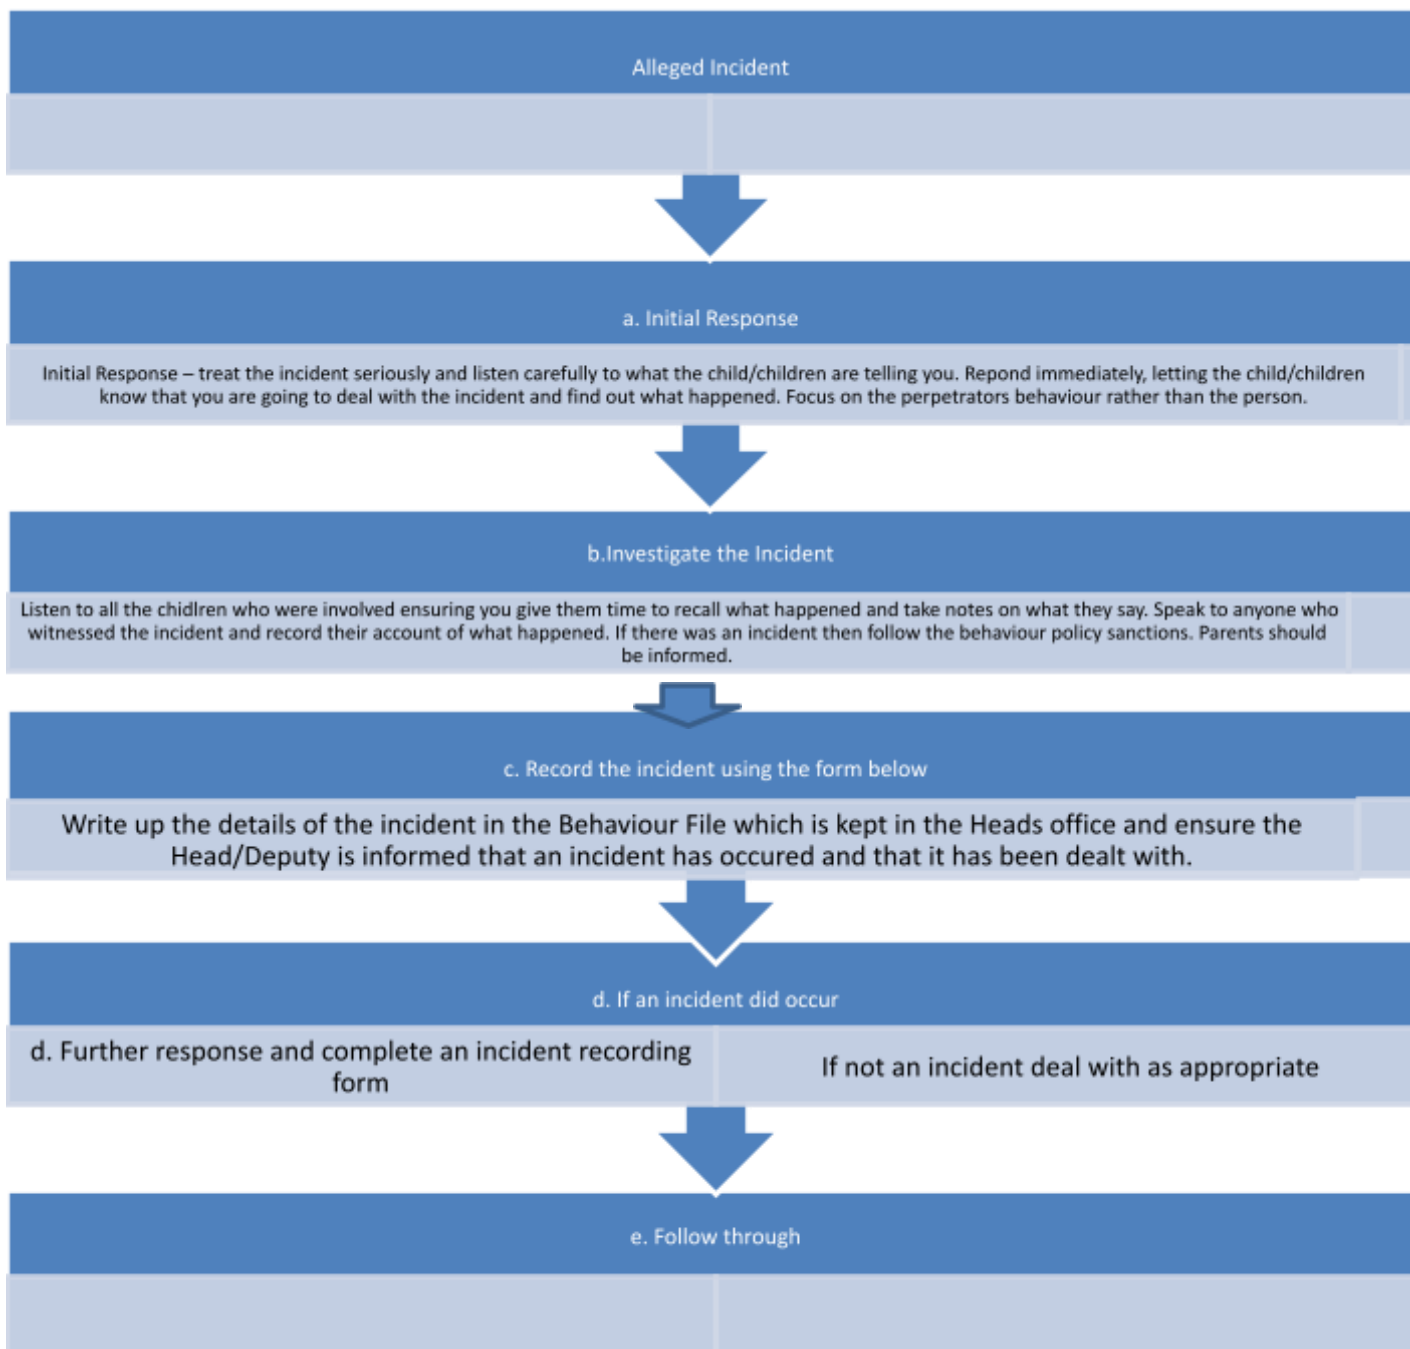 Alleged Incident
a. Initial Response
Initial Response – treat the incident seriously and listen carefully to what the child/children are telling you. Repond immediately, letting the child/children
know that you are going to deal with the incident and find out what happened. Focus on the perpetrators behaviour rather than the person.
b.Investigate the Incident
Listen to all the chidlren who were involved ensuring you give them time to recall what happened and take notes on what they say. Speak to anyone who
witnessed the incident and record their account of what happened. If there was an incident then follow the behaviour policy sanctions. Parents should
be informed.
c. Record the incident using the form below
Write up the details of the incident in the Behaviour File which is kept in the Heads office and ensure the
Head/Deputy is informed that an incident has occured and that it has been dealt with.
d. If an incident did occur
d. Further response and complete an incident recording
form
If not an incident deal with as appropriate
e. Follow through